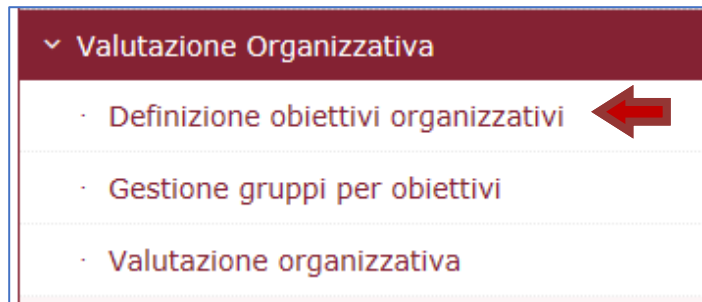 Valutazione Organizzativa
· Definizione obiettivi organizzativi
· Gestione gruppi per obiettivi
· Valutazione organizzativa